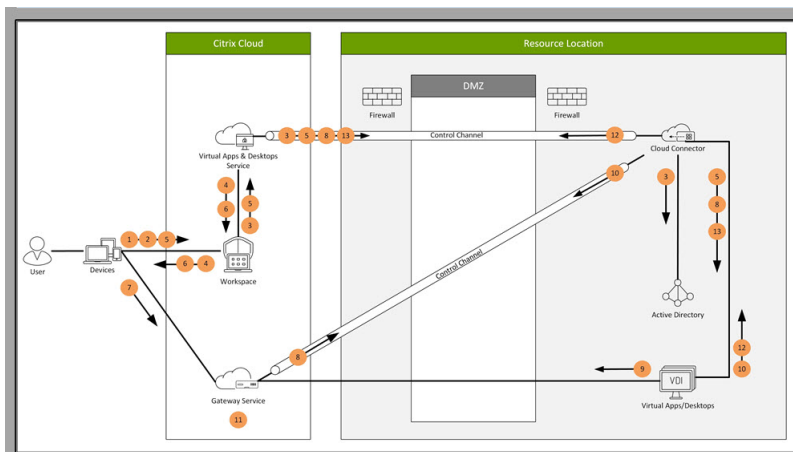 Citrix Cloud
Resource Location
DMZ
Firewall
Firewall
3 5 8 13
Control Channel
12
Virtual Apps & Desktops
Service
Cloud Connector
4
6
5
3
10
3
5
8
13
1 2 5
User
Devices
6 4
Workspace
Control Channel
7
Active Directory
8
12
10
9
VDI
Gateway Service
Virtual Apps/Desktops
11